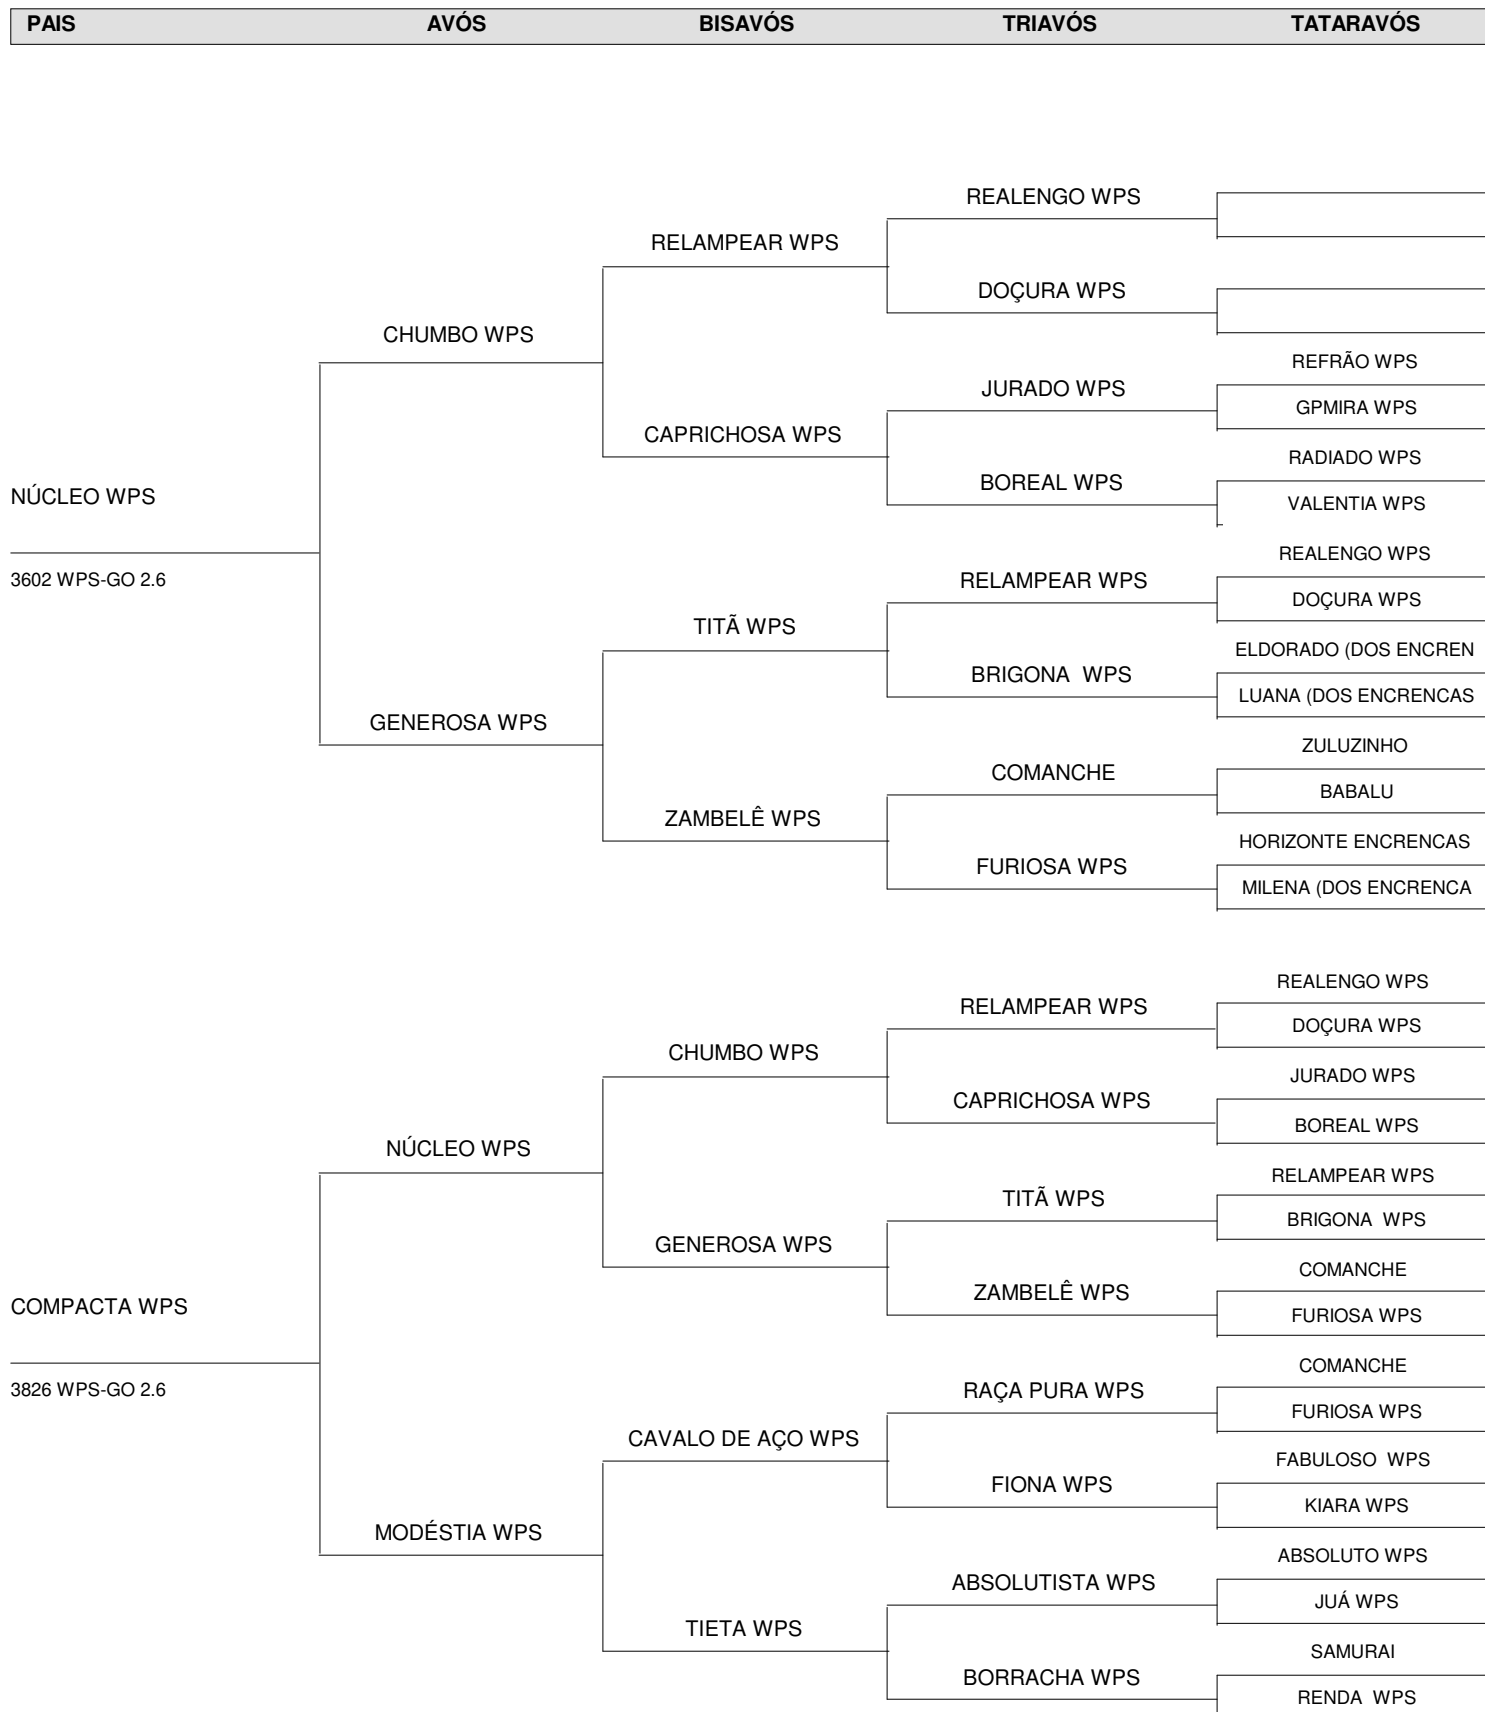 PAIS AVÓS BISAVÓS TRIAVÓS TATARAVÓS
REALENGO WPS
RELAMPEAR WPS
DOÇURA WPS
CHUMBO WPS
REFRÃO WPS
JURADO WPS
GPMIRA WPS
CAPRICHOSA WPS
RADIADO WPS
BOREAL WPS
NÚCLEO WPS
VALENTIA WPS
REALENGO WPS
3602 WPS-GO 2.6
RELAMPEAR WPS
DOÇURA WPS
TITÃ WPS
ELDORADO (DOS ENCREN
BRIGONA  WPS
LUANA (DOS ENCRENCAS
GENEROSA WPS
ZULUZINHO
COMANCHE
BABALU
ZAMBELÊ WPS
HORIZONTE ENCRENCAS
FURIOSA WPS
MILENA (DOS ENCRENCA
REALENGO WPS
RELAMPEAR WPS
DOÇURA WPS
CHUMBO WPS
JURADO WPS
CAPRICHOSA WPS
BOREAL WPS
NÚCLEO WPS
RELAMPEAR WPS
TITÃ WPS
BRIGONA  WPS
GENEROSA WPS
COMANCHE
ZAMBELÊ WPS
COMPACTA WPS
FURIOSA WPS
COMANCHE
3826 WPS-GO 2.6
RAÇA PURA WPS
FURIOSA WPS
CAVALO DE AÇO WPS
FABULOSO  WPS
FIONA WPS
KIARA WPS
MODÉSTIA WPS
ABSOLUTO WPS
ABSOLUTISTA WPS
JUÁ WPS
TIETA WPS
SAMURAI
BORRACHA WPS
RENDA  WPS